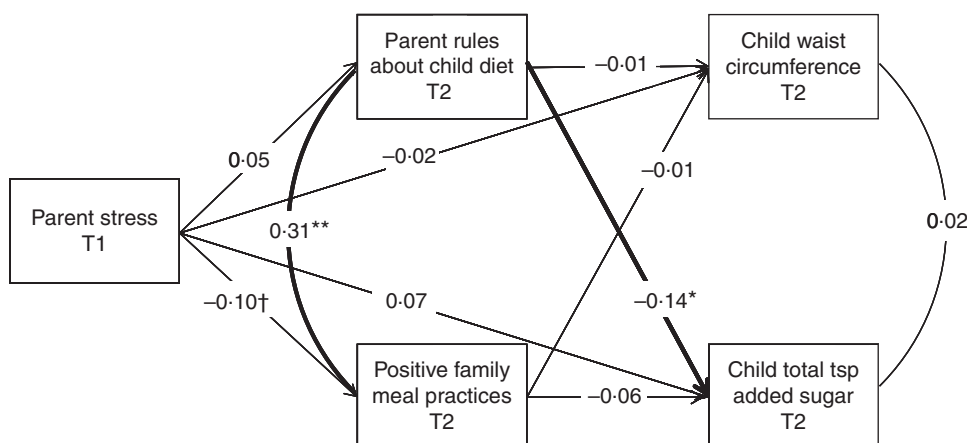 Parent rules
about child diet
T2
Child waist
circumference
T2
−0·01
0·05
−0·02
−0·01
Parent stress
T1
0·31**
0·02
−0·10†
0·07
−0·14*
Positive family
meal practices
T2
−0·06
Child total tsp
added sugar
T2